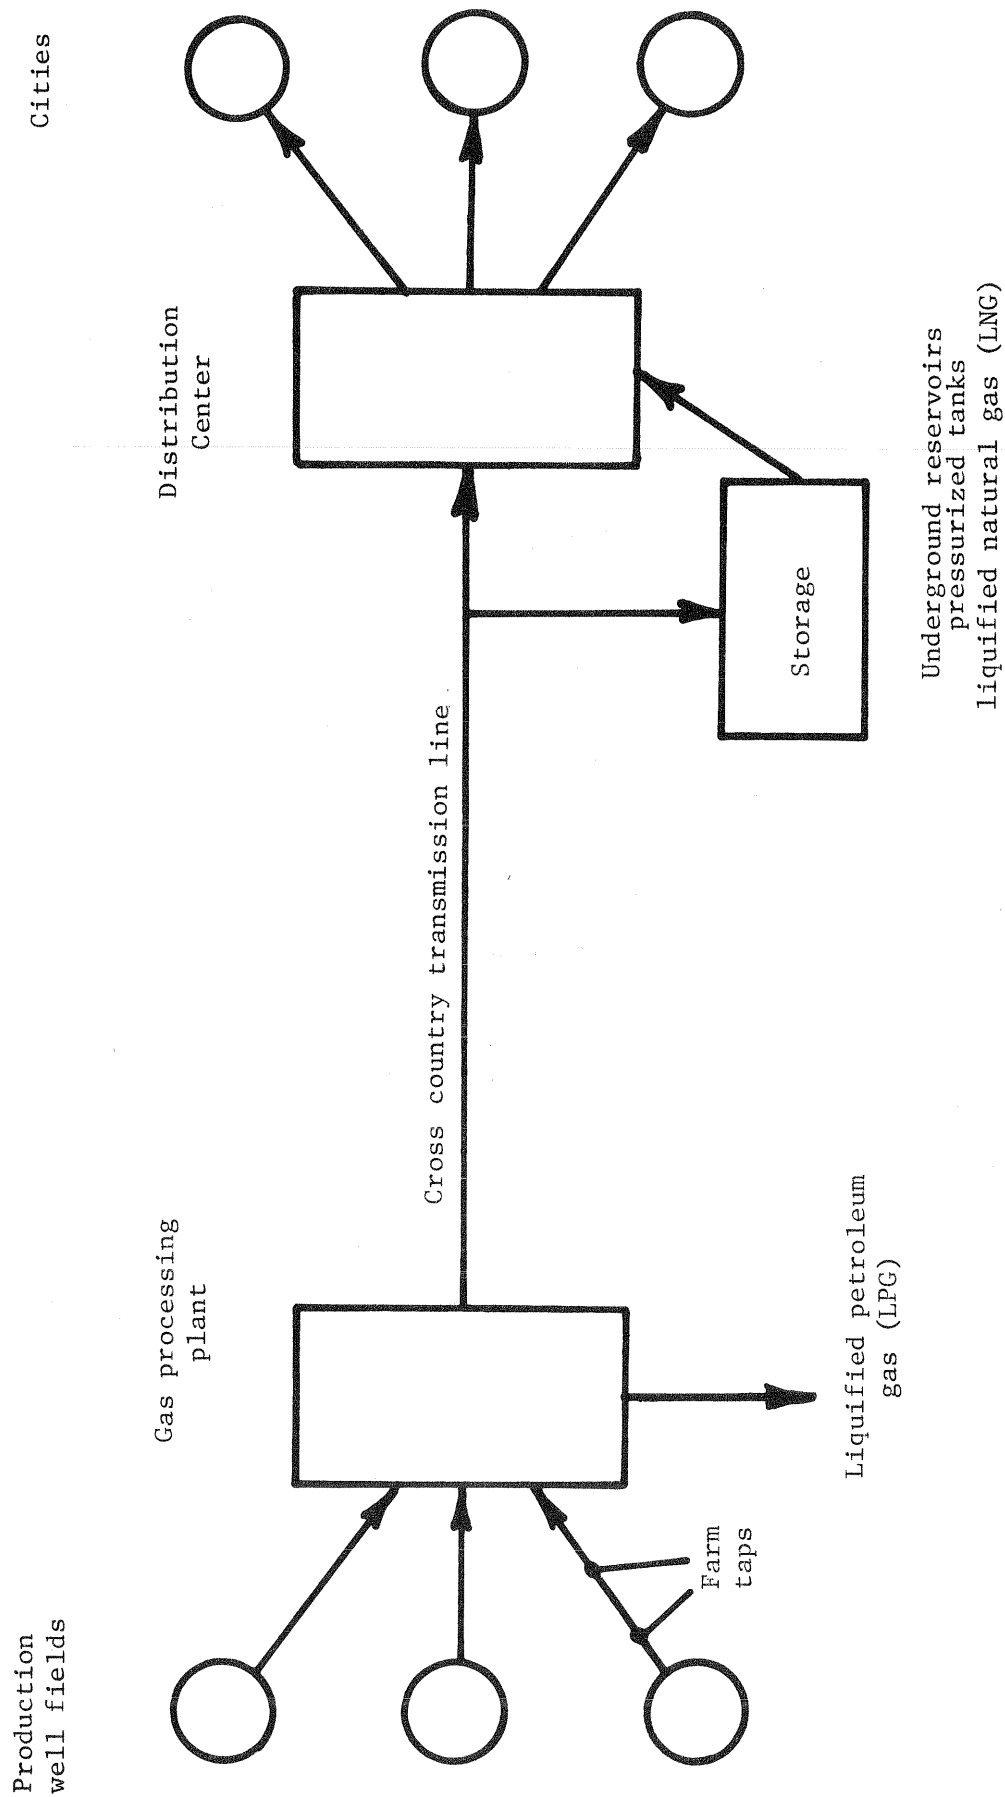 Production
well fields
Gas processing
plant
Distribution
Center
Cities
Cross country transmission line
Farm
taps
Liquified petroleum
gas (LPG)
Storage
Underground reservoirs
pressurized tanks
liquified natural gas (LNG)